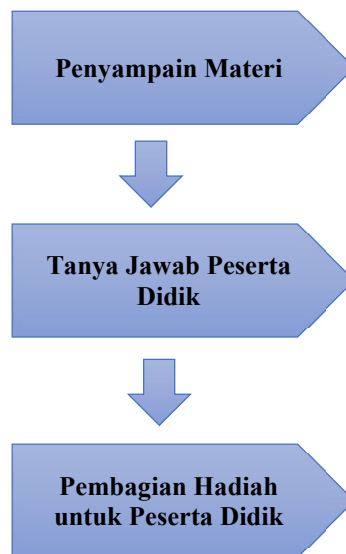 Penyampain Materi
Tanya Jawab Peserta
Didik
Pembagian Hadiah
untuk Peserta Didik